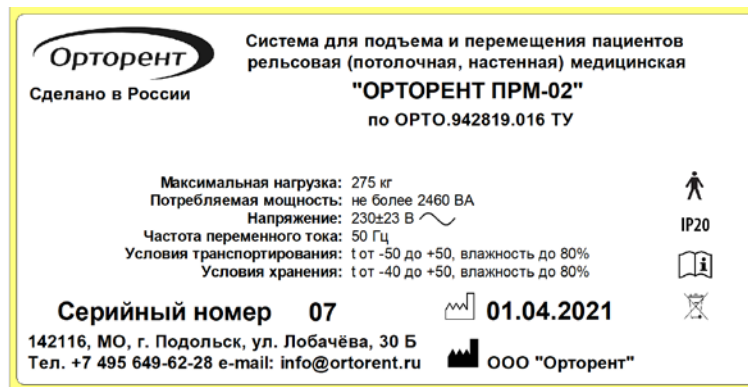 Орторент
Сделано в России
Система для подъема и перемещения пациентов
рельсовая (потолочная, настенная) медицинская
"ОРТОРЕНТ ПРМ-02"
по ОРТО.942819.016 ТУ
Максимальная нагрузка: 275 кг
Потребляемая мощность: не более 2460 ВА
Напряжение: 230±23 В
Частота переменного тока: 50 Гц
Условия транспортирования: t от -50 до +50, влажность до 80%
Условия хранения: t от -40 до +50, влажность до 80%
IP20
Серийный номер 07 01.04.2021
142116, МО, г. Подольск, ул. Лобачёва, 30 Б
Тел. +7 495 649-62-28 e-mail: info@ortorent.ru
ООО "Орторент"